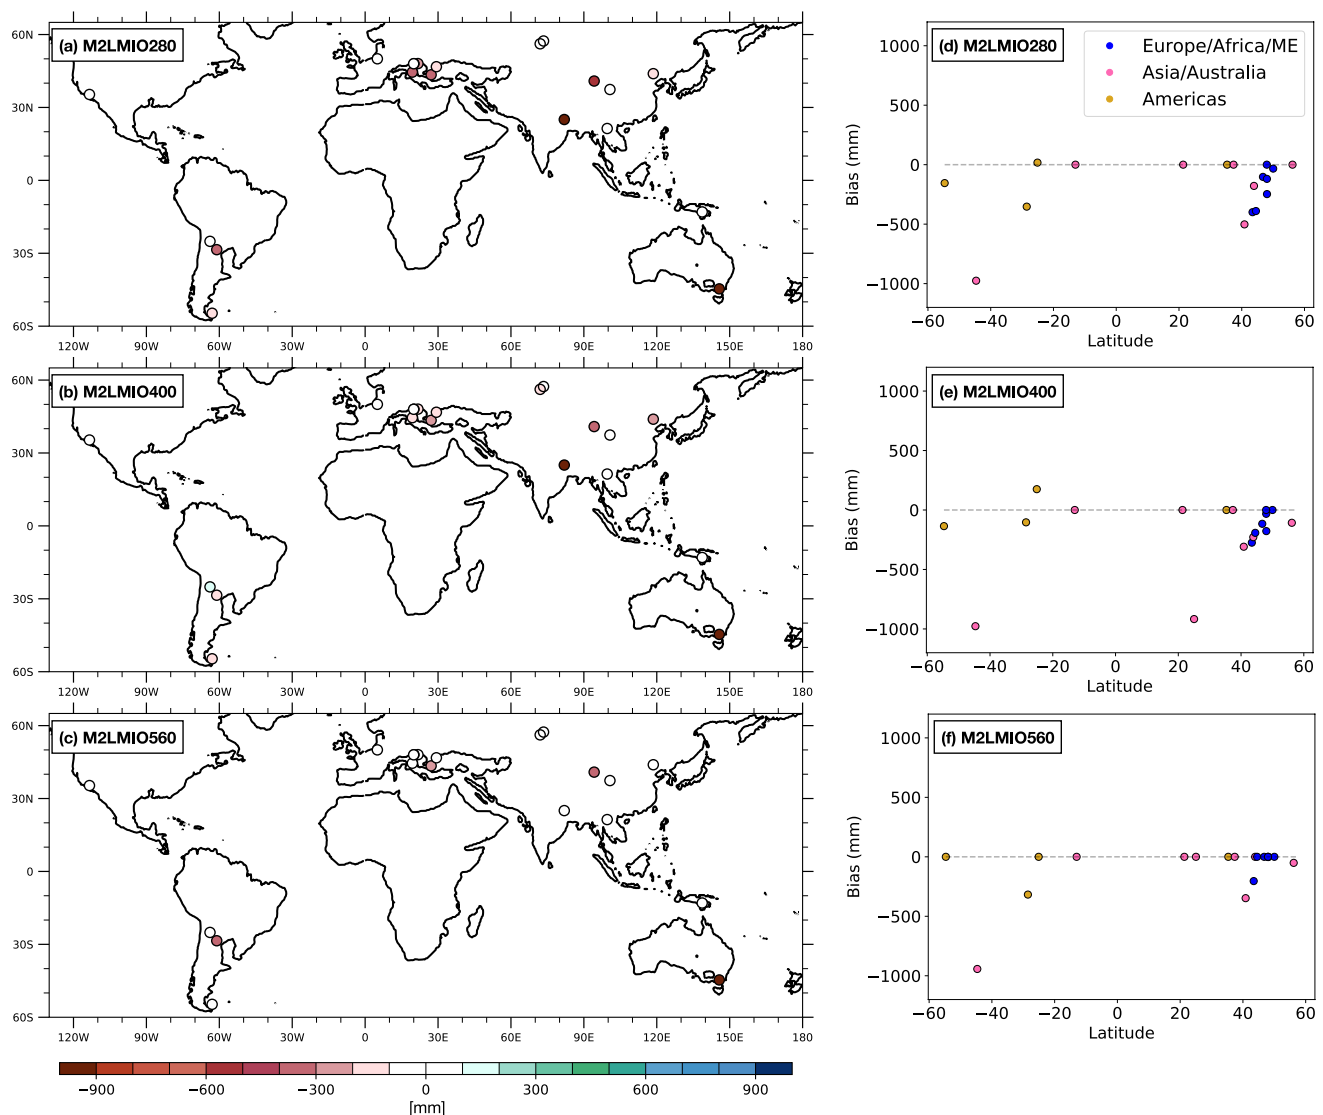 (a) M2LMIO280
60N
30N
0
30S
60S
120W 90W 60W 30W 0 30E 60E 90E 120E 150E 180
(d) M2LMIO280
Europe/Africa/ME
Asia/Australia
Americas
1000
500
0
−500
−1000
Bias (mm)
−60 −40 −20 0 20 40 60
Latitude
(b) M2LMIO400
60N
30N
0
30S
60S
120W 90W 60W 30W 0 30E 60E 90E 120E 150E 180
(e) M2LMIO400
1000
500
0
−500
−1000
Bias (mm)
−60 −40 −20 0 20 40 60
Latitude
(c) M2LMIO560
60N
30N
0
30S
60S
120W 90W 60W 30W 0 30E 60E 90E 120E 150E 180
(f) M2LMIO560
1000
500
0
−500
−1000
Bias (mm)
−60 −40 −20 0 20 40 60
Latitude
−900 −600 −300 0 300 600 900
[mm]